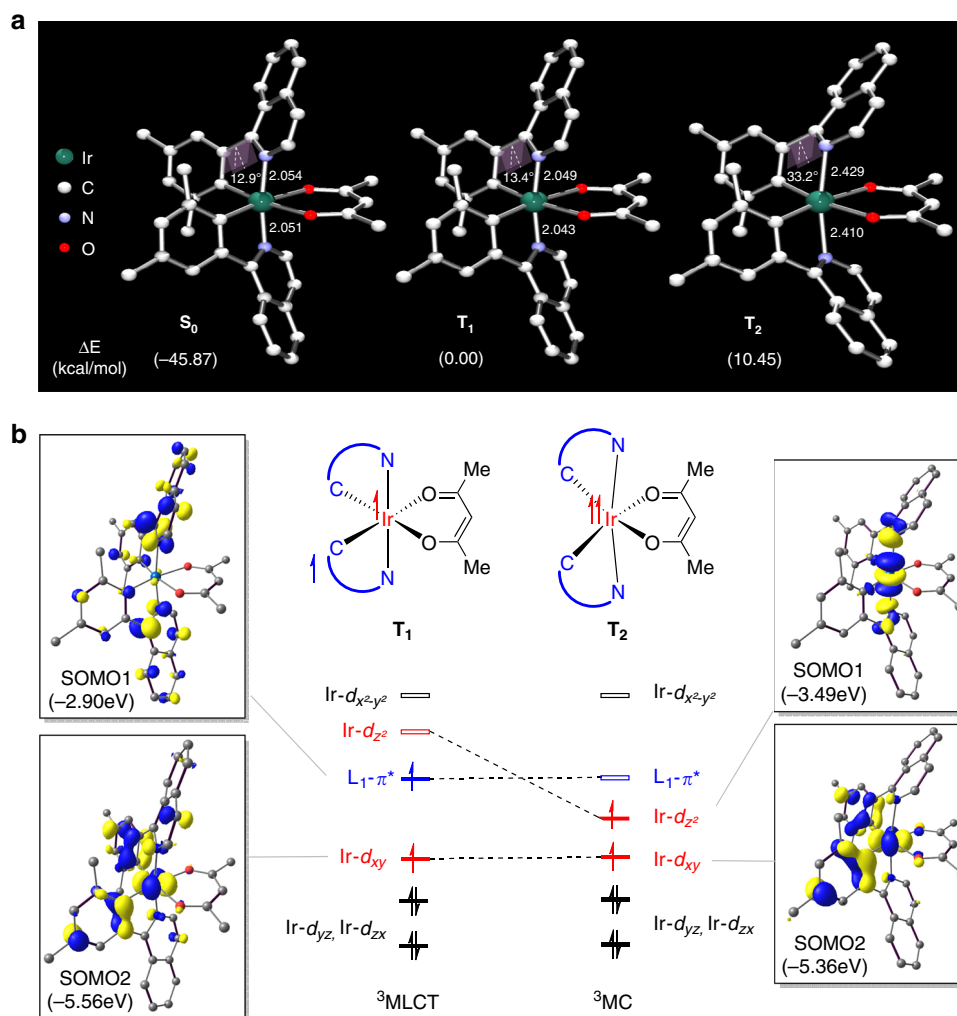 a
Ir
C
N
O
12.9°
2.054
2.051
13.4°
2.049
2.043
33.2°
2.429
2.410
S0
T1
T2
ΔE
(kcal/mol)
(–45.87)
(0.00)
(10.45)
b
SOMO1
(–2.90eV)
SOMO2
(–5.56eV)
N
C
Ir
C
N
O
O
Me
Me
T1
N
C
Ir
C
N
O
O
Me
Me
T2
Ir-dx²-y²
Ir-dz²
L1-π*
Ir-dxy
Ir-dyz, Ir-dzx
³MLCT
Ir-dx²-y²
L1-π*
Ir-dz²
Ir-dxy
Ir-dyz, Ir-dzx
³MC
SOMO1
(–3.49eV)
SOMO2
(–5.36eV)